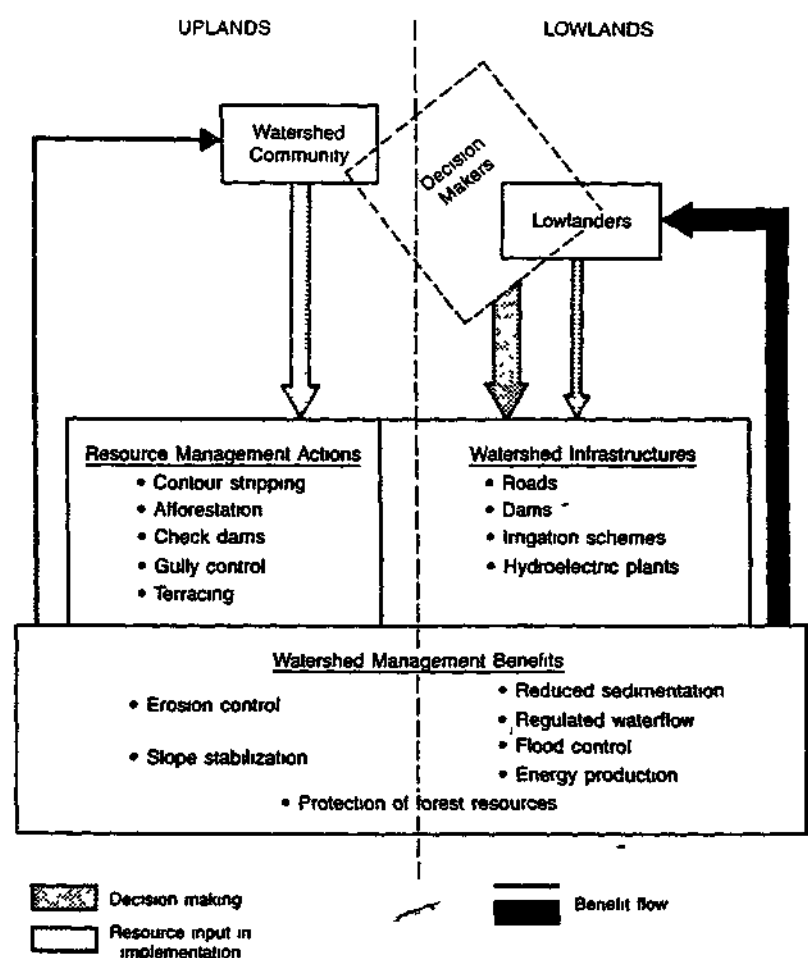 UPLANDS
LOWLANDS
Watershed
Community
Decision
Makers
Lowlanders
Resource Management Actions
• Contour stripping
• Afforestation
• Check dams
• Gully control
• Terracing
Watershed Infrastructures
• Roads
• Dams
• Irrigation schemes
• Hydroelectric plants
Watershed Management Benefits
• Erosion control
• Slope stabilization
• Reduced sedimentation
• Regulated waterflow
• Flood control
• Energy production
• Protection of forest resources
Decision making
Resource input in
implementation
Benefit flow